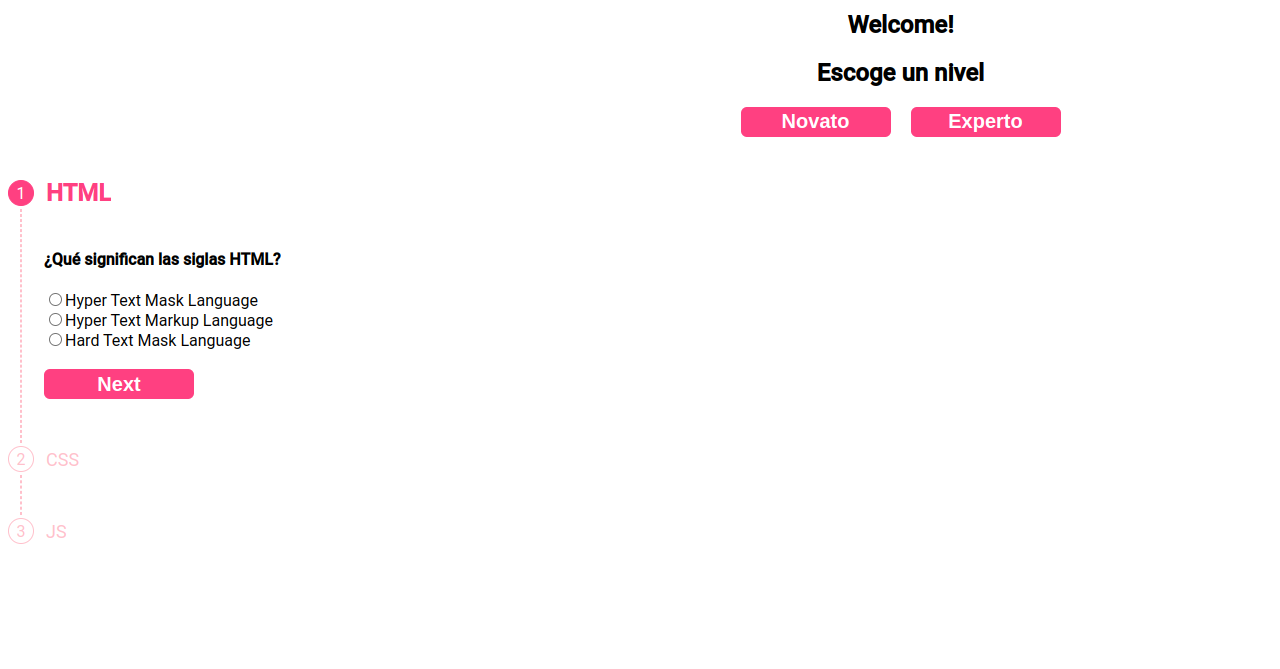 Welcome!
Escoge un nivel
Novato Experto
1 HTML
¿Qué significan las siglas HTML?
Hyper Text Mask Language
Hyper Text Markup Language
Hard Text Mask Language
Next
2 CSS
3 JS